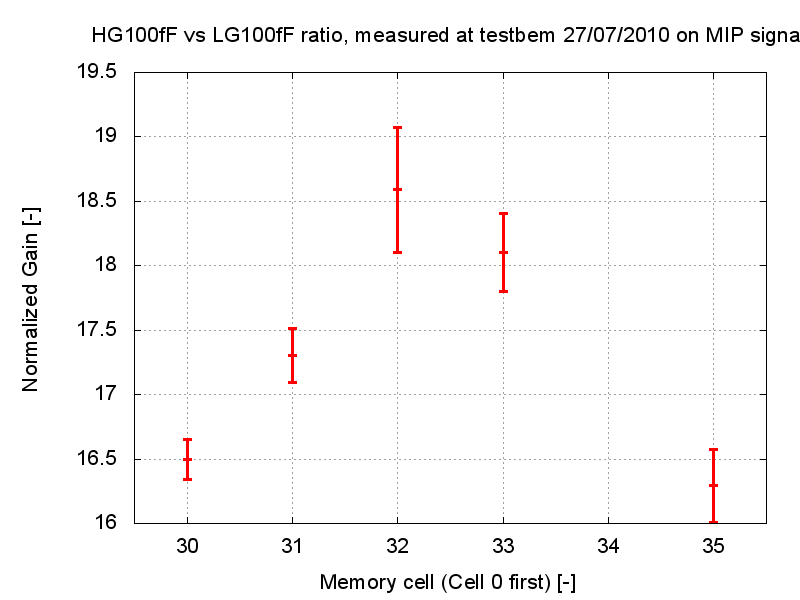 HG100fF vs LG100fF ratio, measured at testbem 27/07/2010 on MIP signa
19.5
19
18.5
18
17.5
17
16.5
16
Normalized Gain [-]
30 31 32 33 34 35
Memory cell (Cell 0 first) [-]